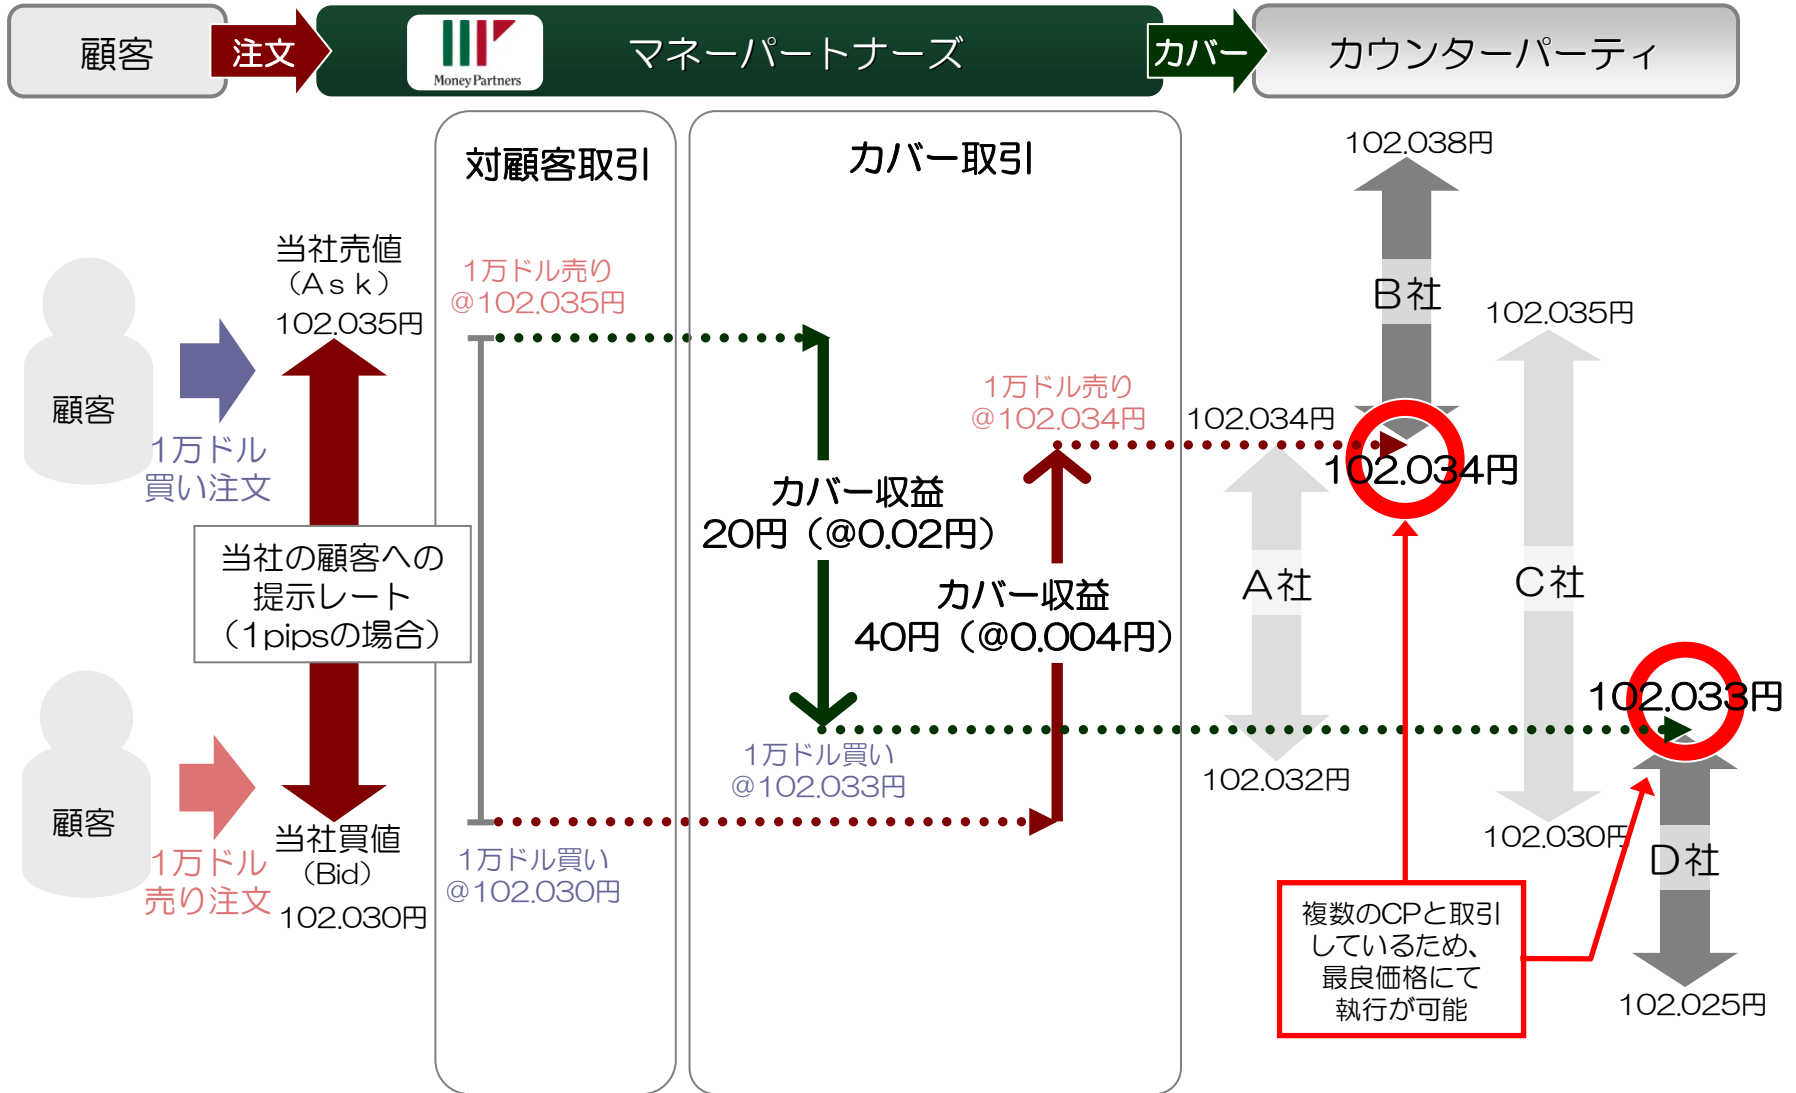 顧客
注文
Money Partners
マネーパートナーズ
カバー
カウンターパーティ
対顧客取引
カバー取引
当社売値
（Ａｓｋ）
102.035円
顧客
1万ドル
買い注文
当社の顧客への
提示レート
（1pipsの場合）
顧客
1万ドル
売り注文
当社買値
（Bid）
102.030円
1万ドル売り
@102.035円
1万ドル買い
@102.030円
カバー収益
20円（@0.02円）
1万ドル買い
@102.033円
1万ドル売り
@102.034円
カバー収益
40円（@0.004円）
102.034円
A社
102.032円
102.038円
B社
102.034円
102.035円
C社
102.030円
102.033円
D社
102.025円
複数のCPと取引
しているため、
最良価格にて
執行が可能